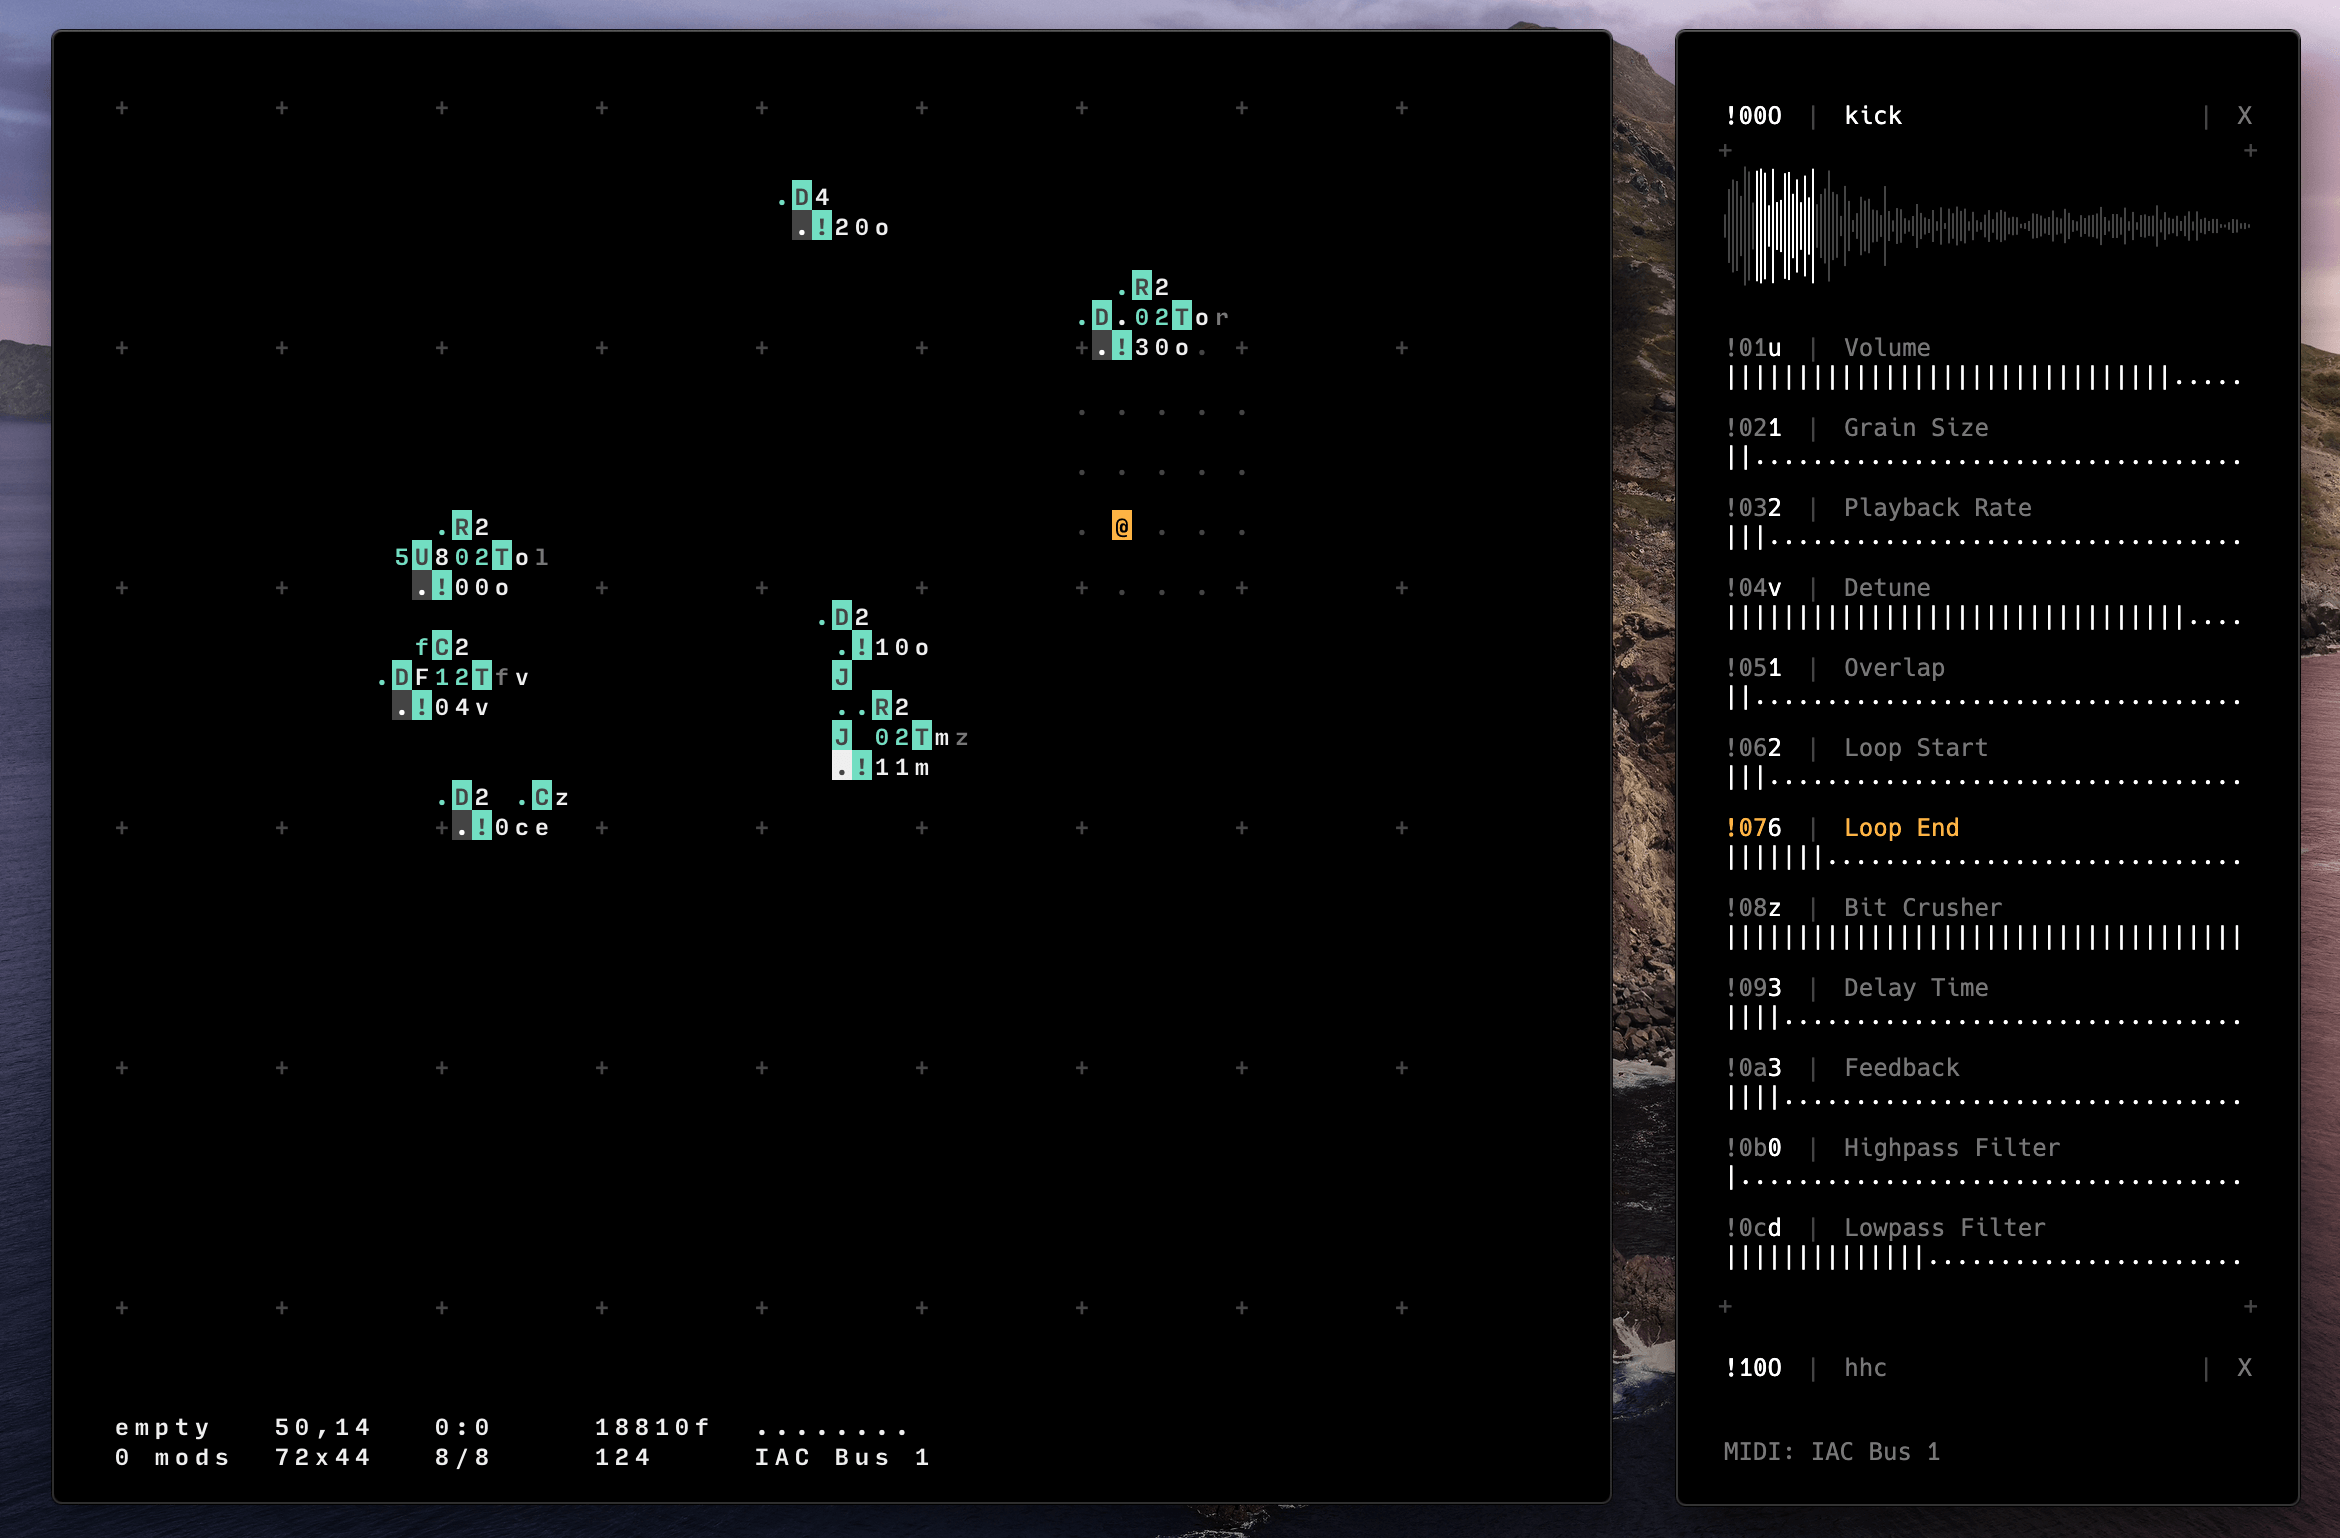 .D4
.!20o
.R2
.D.02Tor
.!30o.
.R2
5U802Tol
.!00o
fC2
.DF12Tfv
.!04v
.D2 .Cz
.!0ce
@
.D2
.!10o
J
..R2
J 02Tmz
.!11m
empty 50,14 0:0 18810f ........
0 mods 72x44 8/8 124 IAC Bus 1
!00O | kick | X
!01u | Volume
!021 | Grain Size
!032 | Playback Rate
!04v | Detune
!051 | Overlap
!062 | Loop Start
!076 | Loop End
!08z | Bit Crusher
!093 | Delay Time
!0a3 | Feedback
!0b0 | Highpass Filter
!0cd | Lowpass Filter
!10O | hhc | X
MIDI: IAC Bus 1